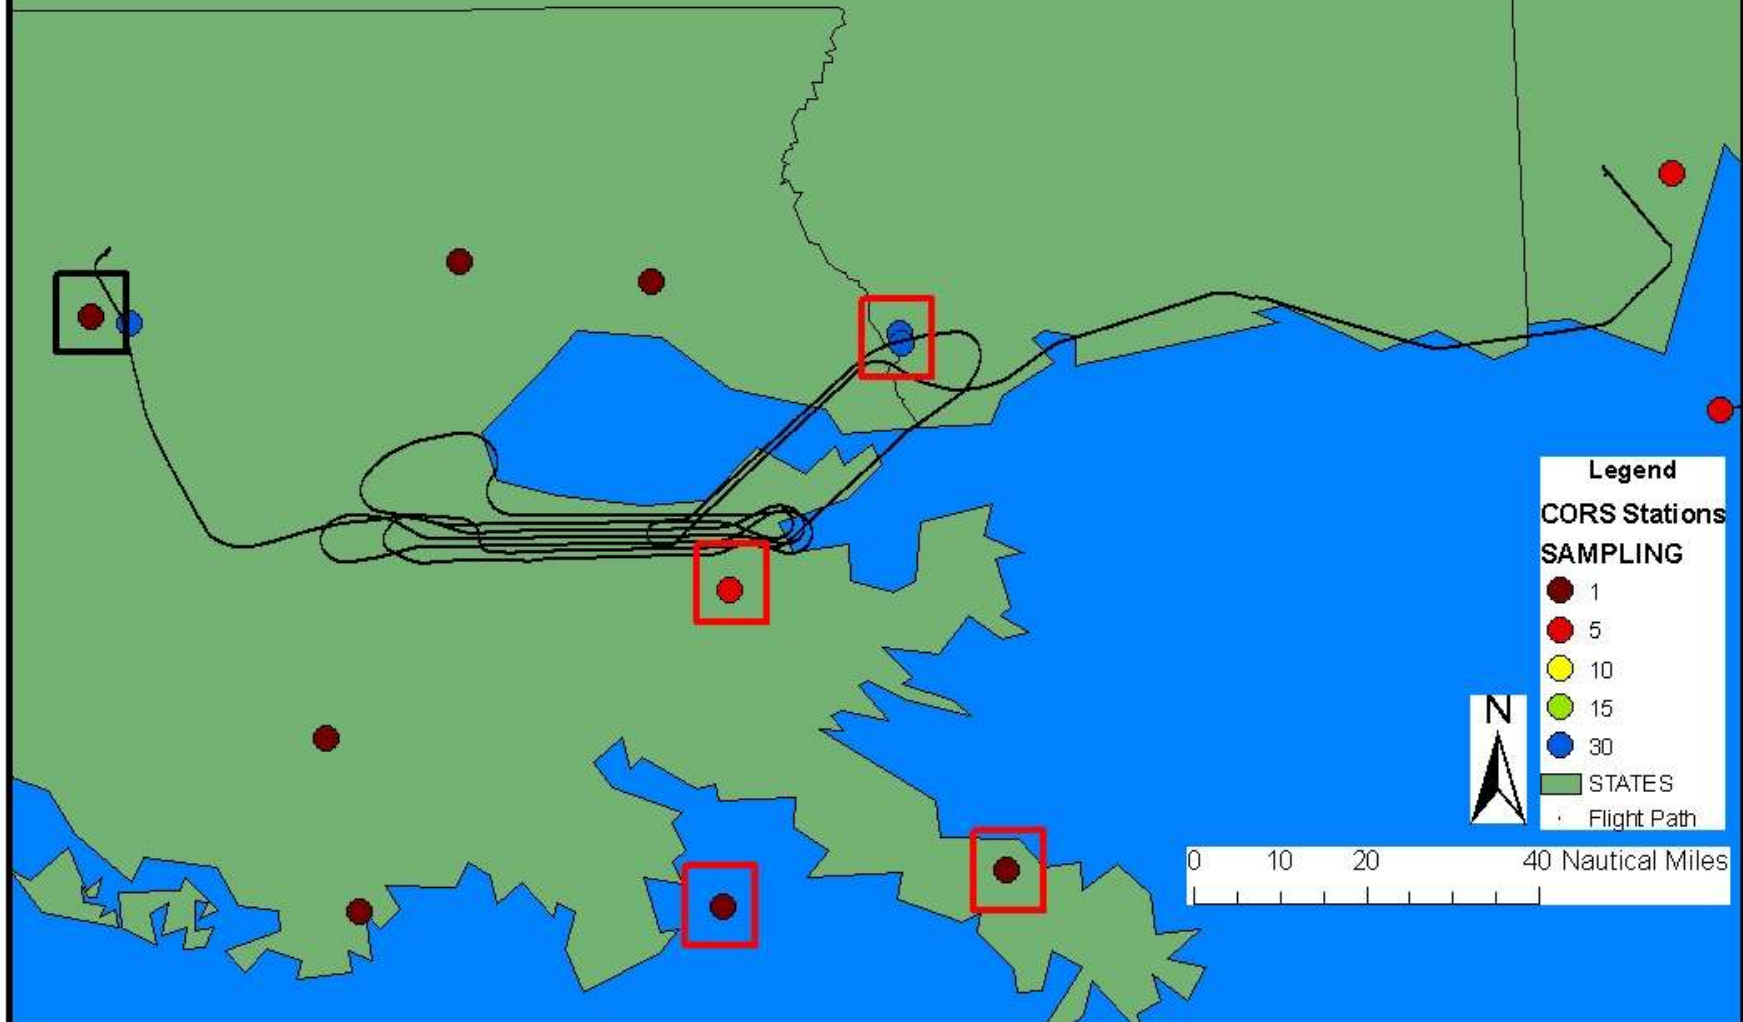 Legend
CORS Stations
SAMPLING
1
5
10
15
30
STATES
Flight Path
N
0 10 20 40 Nautical Miles